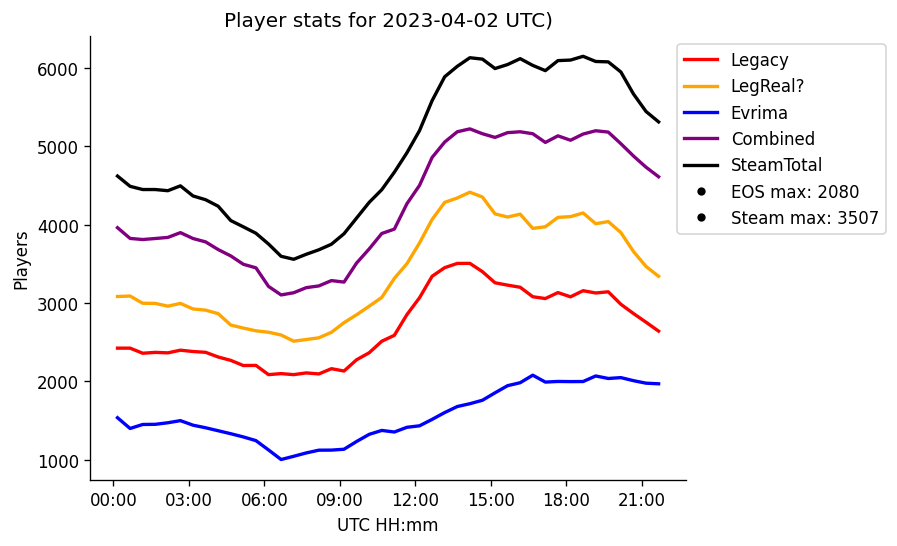 Player stats for 2023-04-02 UTC)
Players
6000
5000
4000
3000
2000
1000
00:00
03:00
06:00
09:00
12:00
15:00
18:00
21:00
UTC HH:mm
Legacy
LegReal?
Evrima
Combined
SteamTotal
EOS max: 2080
Steam max: 3507